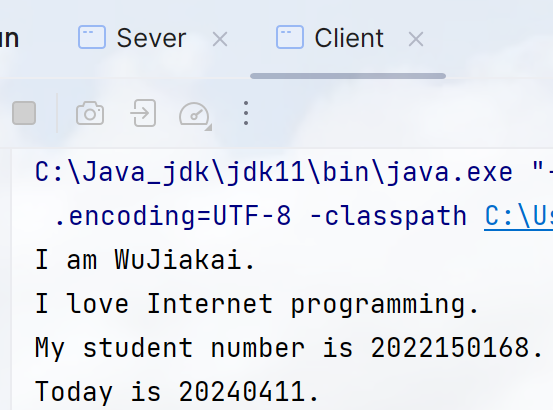 un Sever × Client ×
C:\Java_jdk\jdk11\bin\java.exe "-
.encoding=UTF-8 -classpath C:\Us
I am WuJiakai.
I love Internet programming.
My student number is 2022150168.
Today is 20240411.